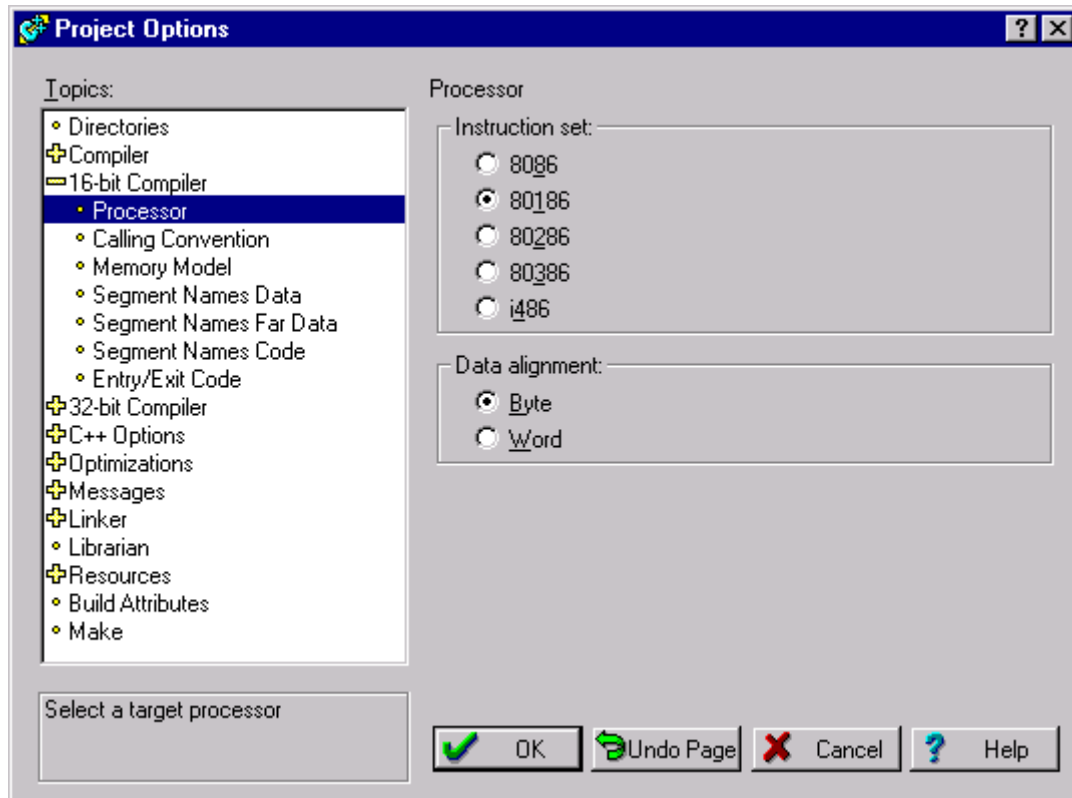 Project Options
Topics:
Directories
Compiler
16-bit Compiler
Processor
Calling Convention
Memory Model
Segment Names Data
Segment Names Far Data
Segment Names Code
Entry/Exit Code
32-bit Compiler
C++ Options
Optimizations
Messages
Linker
Librarian
Resources
Build Attributes
Make
Select a target processor
Processor
Instruction set:
8086
80186
80286
80386
i486
Data alignment:
Byte
Word
OK
Undo Page
Cancel
Help